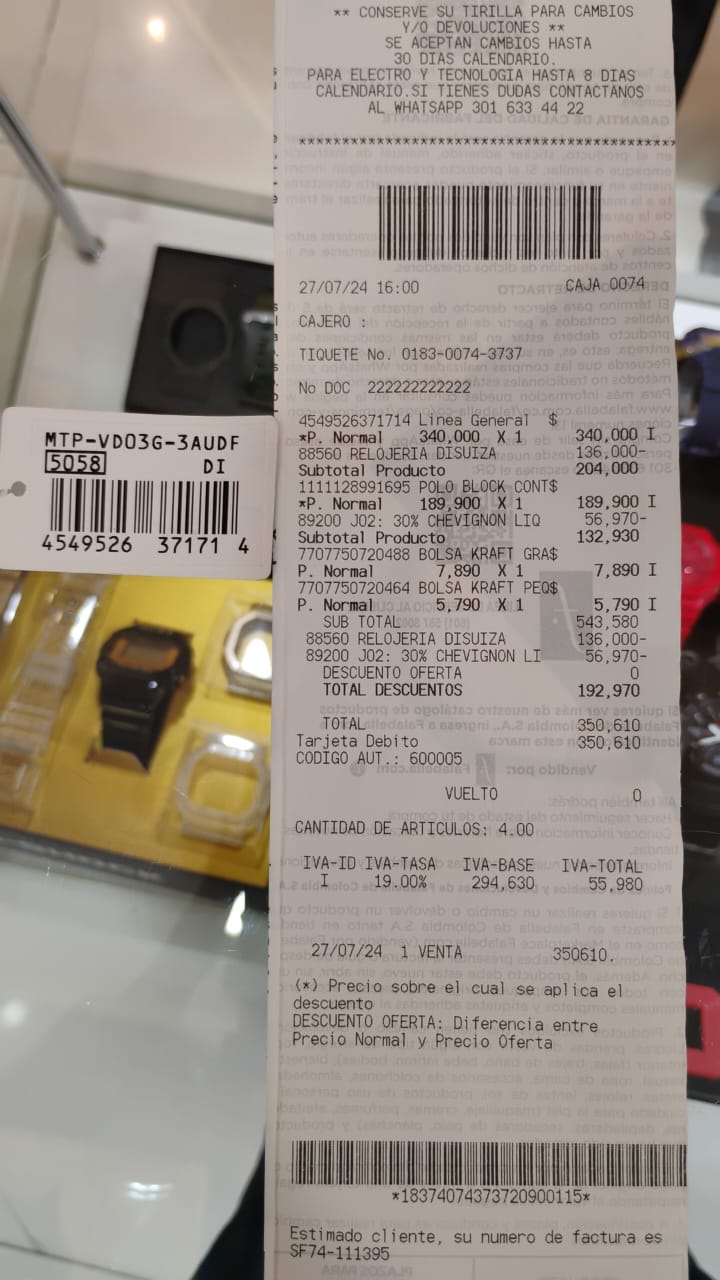 ** CONSERVE SU TIRILLA PARA CAMBIOS
Y/O DEVOLUCIONES **
SE ACEPTAN CAMBIOS HASTA
30 DIAS CALENDARIO.
PARA ELECTRO Y TECNOLOGIA HASTA 8 DIAS
CALENDARIO.SI TIENES DUDAS CONTACTANOS
AL WHATSAPP 301 633 44 22
27/07/24 16:00 CAJA 0074
CAJERO :
TIQUETE No. 0183-0074-3737
No DOC 222222222222
4549526371714 Linea General $
*P. Normal 340,000 X 1 340,000 I
88560 RELOJERIA DISUIZA 136,000-
Subtotal Producto 204,000
1111128991695 POLO BLOCK CONT$
*P. Normal 189,900 X 1 189,900 I
89200 JO2: 30% CHEVIGNON LIQ 56,970-
Subtotal Producto 132,930
7707750720488 BOLSA KRAFT GRA$
P. Normal 7,890 X 1 7,890 I
7707750720464 BOLSA KRAFT PEQ$
P. Normal 5,790 X 1 5,790 I
SUB TOTAL 543,580
88560 RELOJERIA DISUIZA 136,000-
89200 JO2: 30% CHEVIGNON LI 56,970-
DESCUENTO OFERTA 0
TOTAL DESCUENTOS 192,970
TOTAL 350,610
Tarjeta Debito 350,610
CODIGO AUT.: 600005
VUELTO 0
CANTIDAD DE ARTICULOS: 4.00
IVA-ID IVA-TASA IVA-BASE IVA-TOTAL
I 19.00% 294,630 55,980
27/07/24 1 VENTA 350610.
(*) Precio sobre el cual se aplica el
descuento
DESCUENTO OFERTA: Diferencia entre
Precio Normal y Precio Oferta
*18374074373720900115*
Estimado cliente, su numero de factura es
SF74-111395
MTP-VD03G-3AUDF
5058 DI
4549526 37171 4